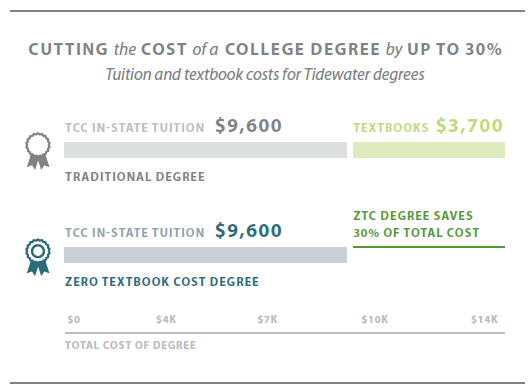 CUTTING the COST of a COLLEGE DEGREE by UP TO 30%
Tuition and textbook costs for Tidewater degrees
TCC IN-STATE TUITION $9,600 TEXTBOOKS $3,700
TRADITIONAL DEGREE
ZTC DEGREE SAVES
30% OF TOTAL COST
TCC IN-STATE TUITION $9,600
ZERO TEXTBOOK COST DEGREE
$0 $4K $7K $10K $14K
TOTAL COST OF DEGREE